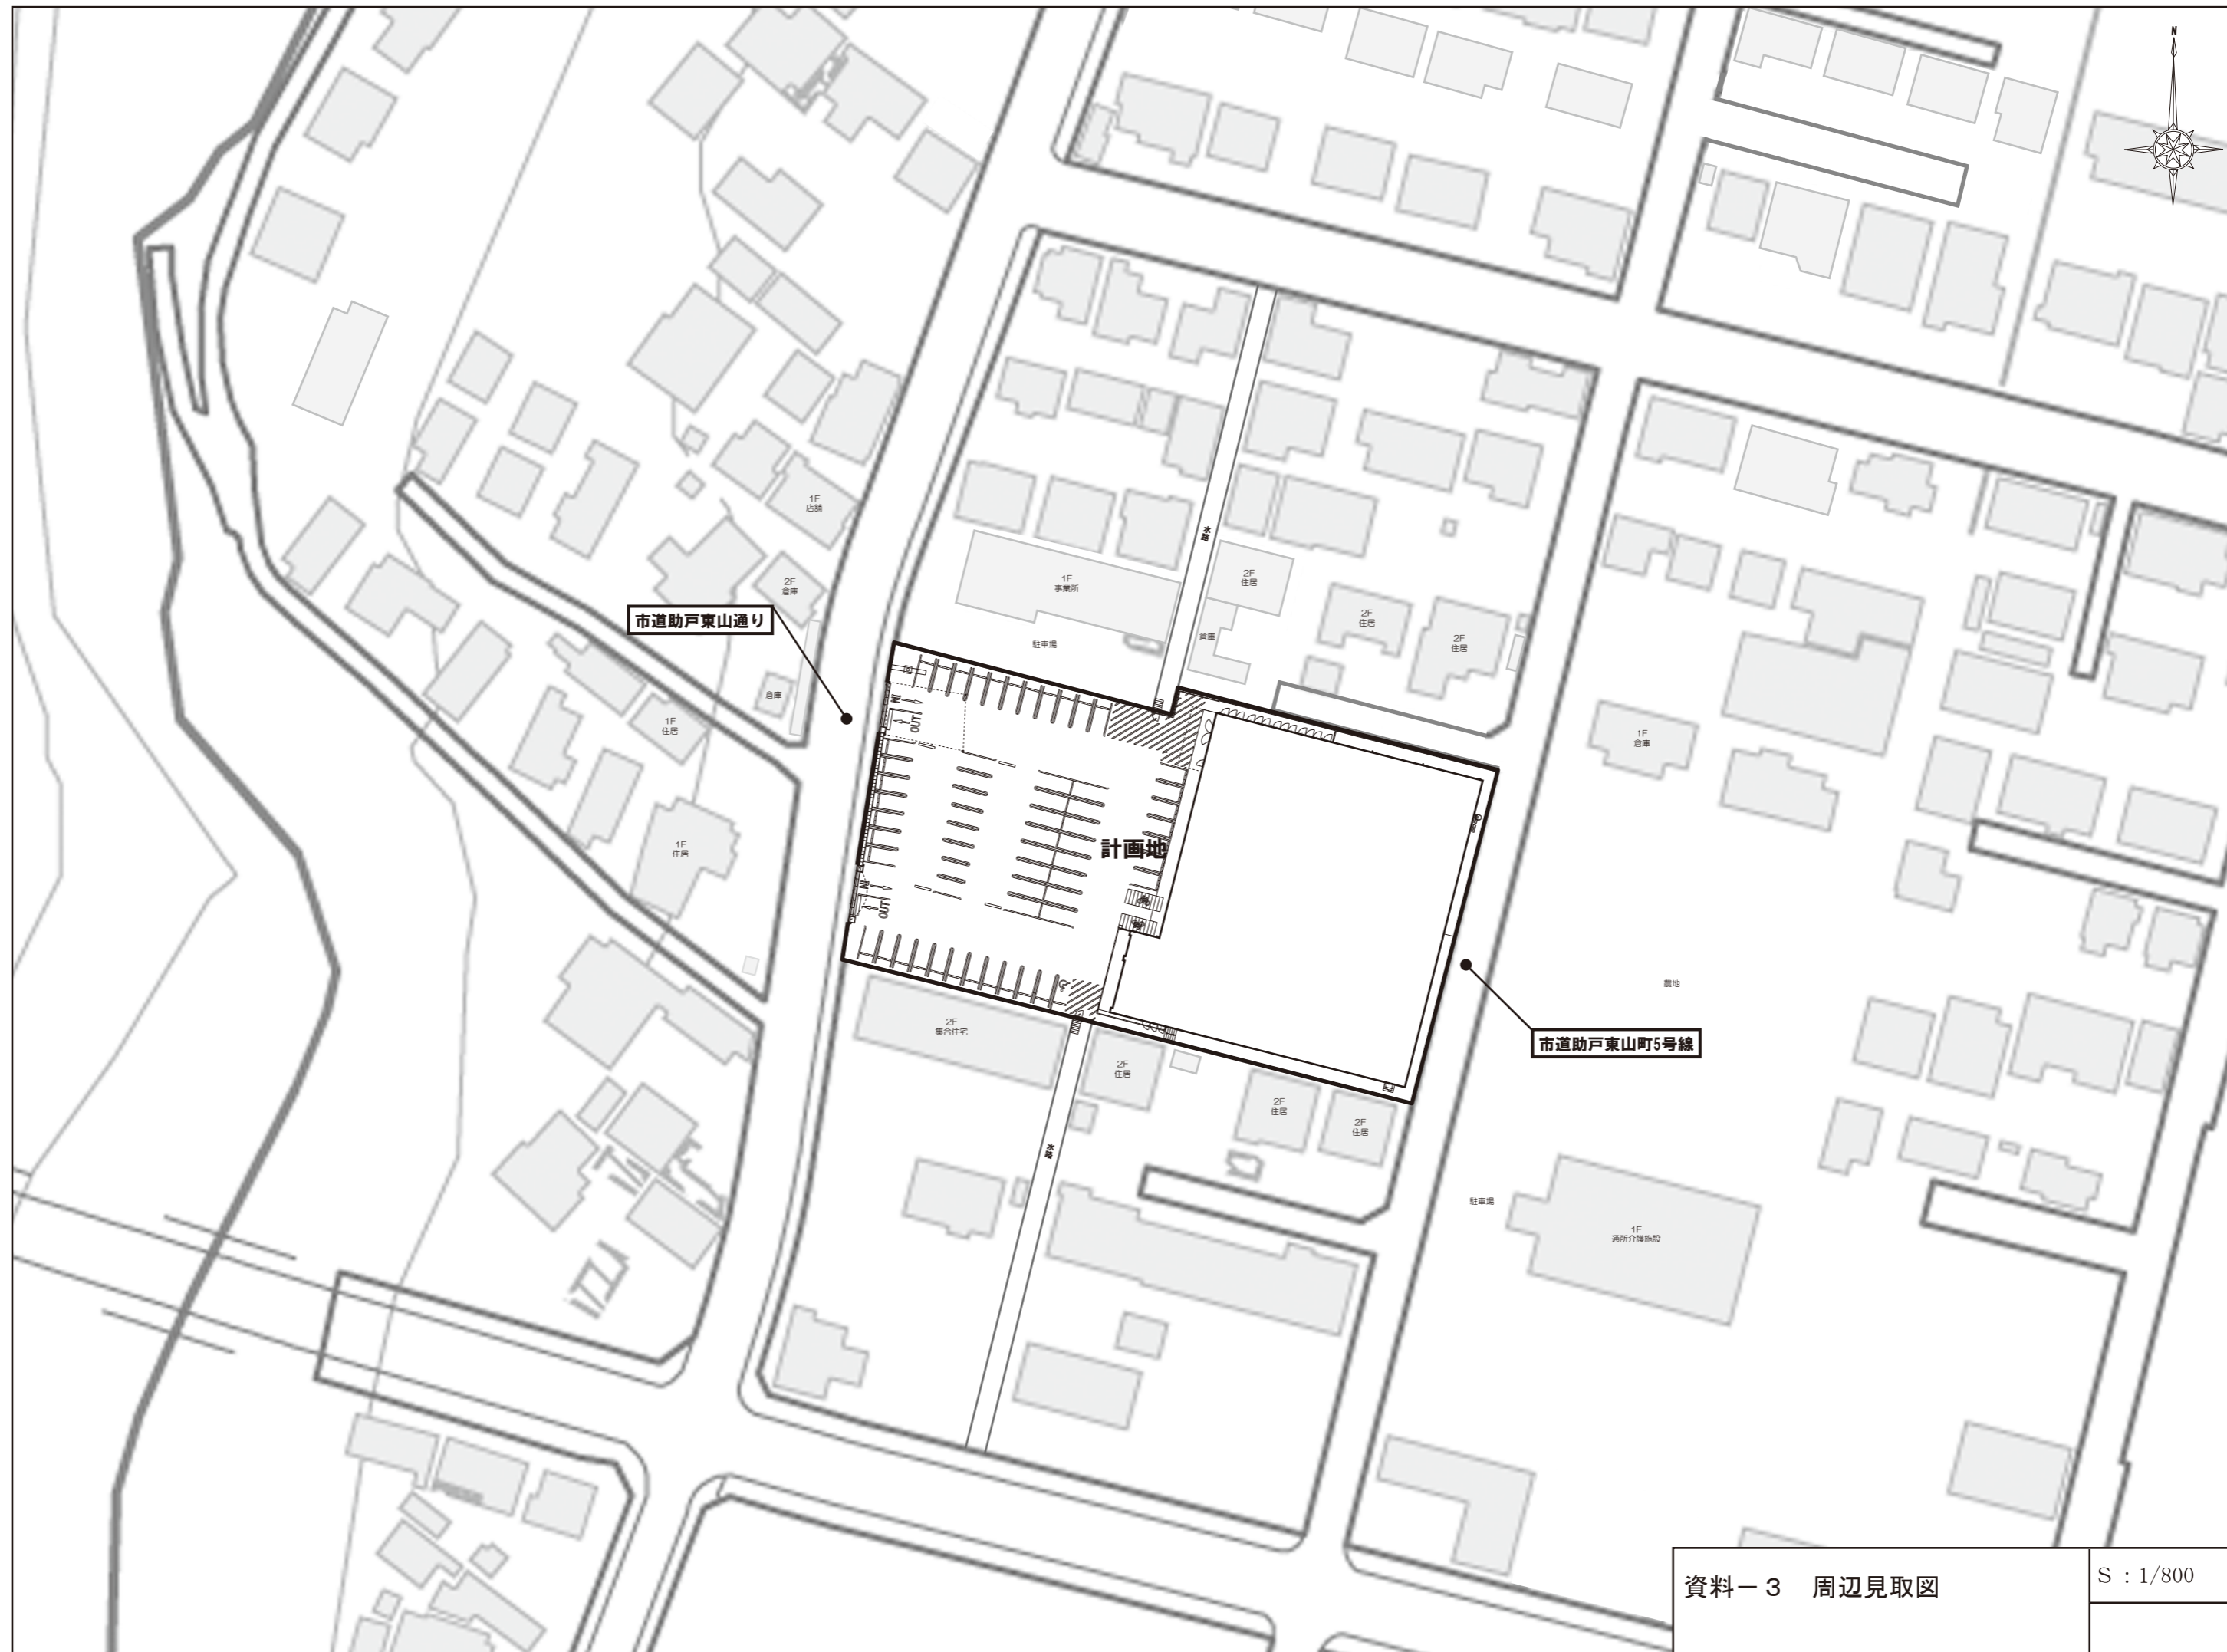 N
1F
店舗
水路
2F
倉庫
1F
事業所
2F
住居
市道助戸東山通り
2F
住居
2F
住居
倉庫
駐車場
倉庫
1F
住居
IN
OUT
1F
倉庫
1F
住居
計画地
IN
OUT
農地
2F
集合住宅
市道助戸東山町5号線
2F
住居
2F
住居
2F
住居
水路
駐車場
1F
通所介護施設
資料－3 周辺見取図
S : 1/800